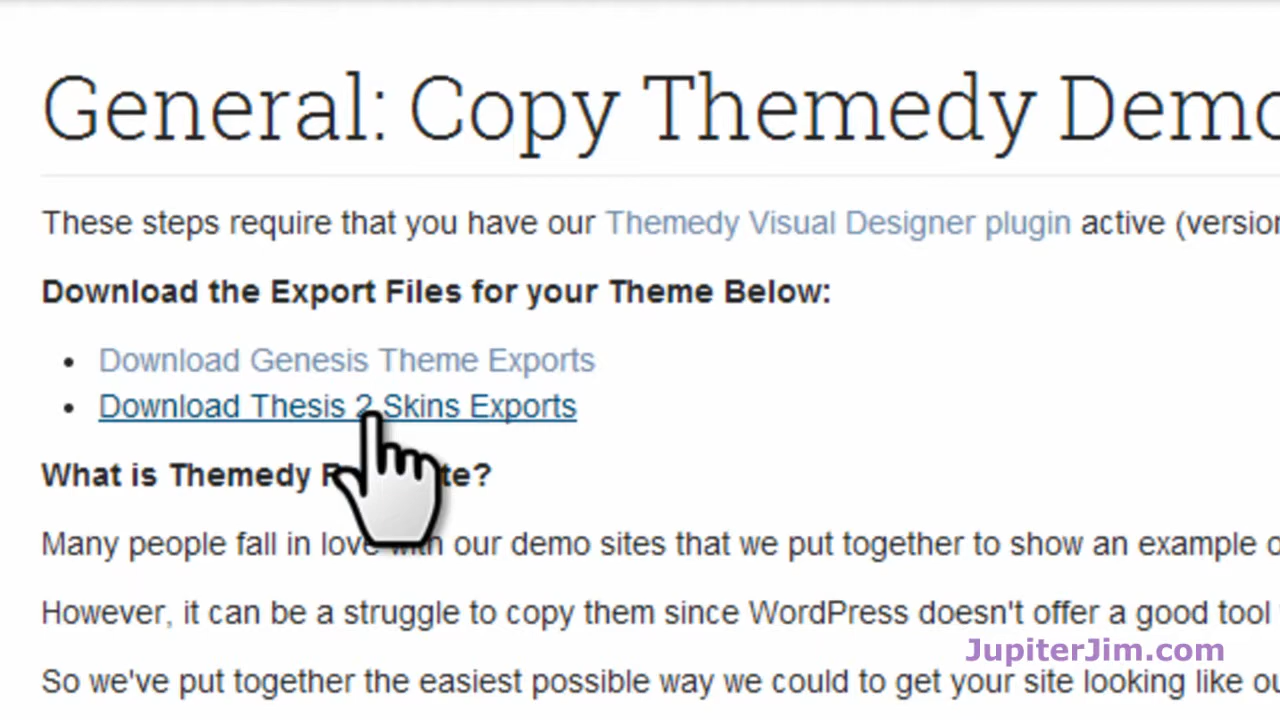 General: Copy Themedy Demo
These steps require that you have our Themedy Visual Designer plugin active (version
Download the Export Files for your Theme Below:
Download Genesis Theme Exports
Download Thesis 2 Skins Exports
What is Themedy te?
Many people fall in love with our demo sites that we put together to show an example o
However, it can be a struggle to copy them since WordPress doesn't offer a good tool
JupiterJim.com
So we've put together the easiest possible way we could to get your site looking like ou